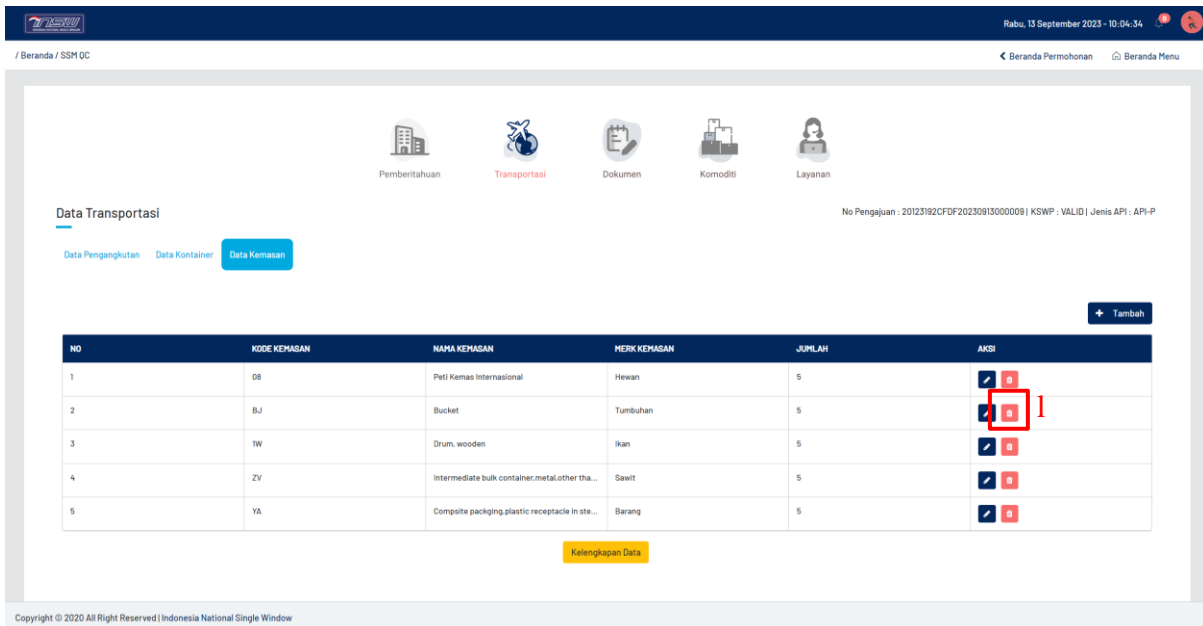 INSW
Rabu, 13 September 2023 - 10:04:34
/ Beranda / SSM QC
Beranda Permohonan Beranda Menu
Pemberitahuan Transportasi Dokumen Komoditi Layanan
Data Transportasi
No Pengajuan : 20123192CFDF20230913000009 | KSWP : VALID | Jenis API : API-P
Data Pengangkutan Data Kontainer Data Kemasan
+ Tambah
NO KODE KEMASAN NAMA KEMASAN MERK KEMASAN JUMLAH AKSI
1 08 Peti Kemas Internasional Hewan 5
2 BJ Bucket Tumbuhan 5
1
3 1W Drum. wooden Ikan 5
4 ZV Intermediate bulk container.metal.other tha... Sawit 5
5 YA Compsite packging.plastic receptacle in ste... Barang 5
Kelengkapan Data
Copyright © 2020 All Right Reserved | Indonesia National Single Window